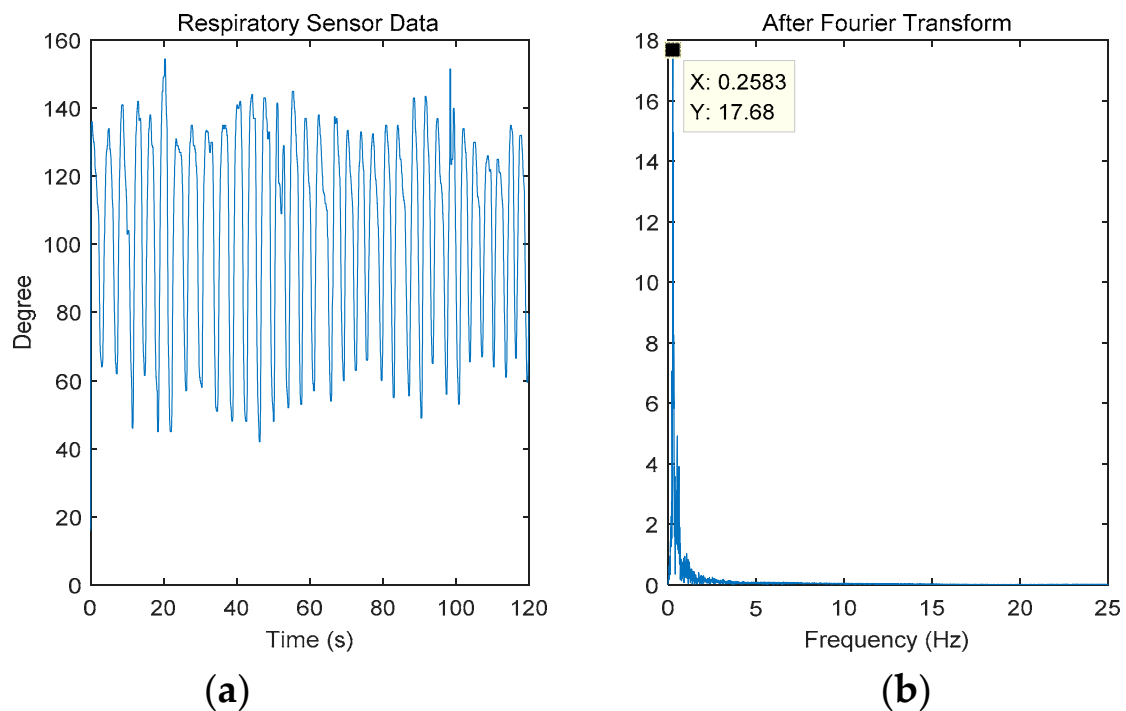 Respiratory Sensor Data
160
140
120
100
80
60
40
20
0
Degree
0 20 40 60 80 100 120
Time (s)
(a)
After Fourier Transform
18
16
14
12
10
8
6
4
2
0
X: 0.2583
Y: 17.68
0 5 10 15 20 25
Frequency (Hz)
(b)